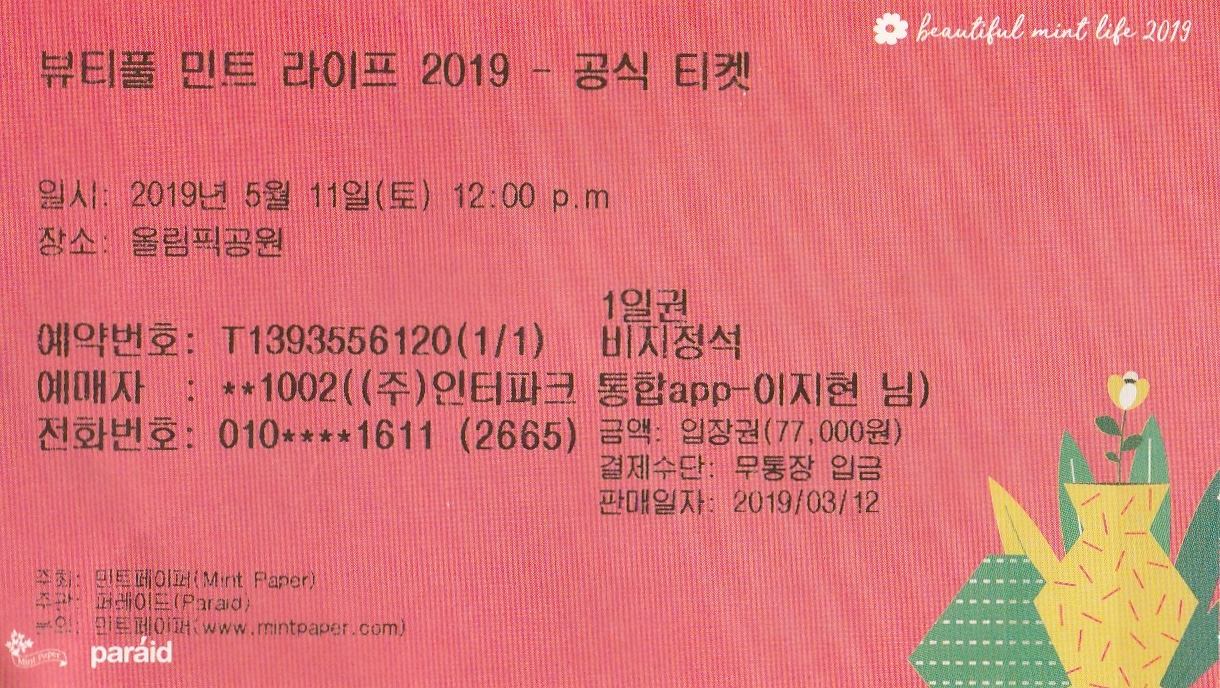 beautiful mint life 2019
뷰티풀 민트 라이프 2019 - 공식 티켓
일시: 2019년 5월 11일(토) 12:00 p.m
장소: 올림픽공원
1일권
예약번호: T1393556120(1/1) 비지정석
예매자 : **1002((주)인터파크 통합app-이지현 님)
전화번호: 010****1611 (2665) 금액: 입장권(77,000원)
결제수단: 무통장 입금
판매일자: 2019/03/12
주최: 민트페이퍼(Mint Paper)
주관: 퍼레이드(Paraid)
문의: 민트페이퍼(www.mintpaper.com)
Mint Paper paráid